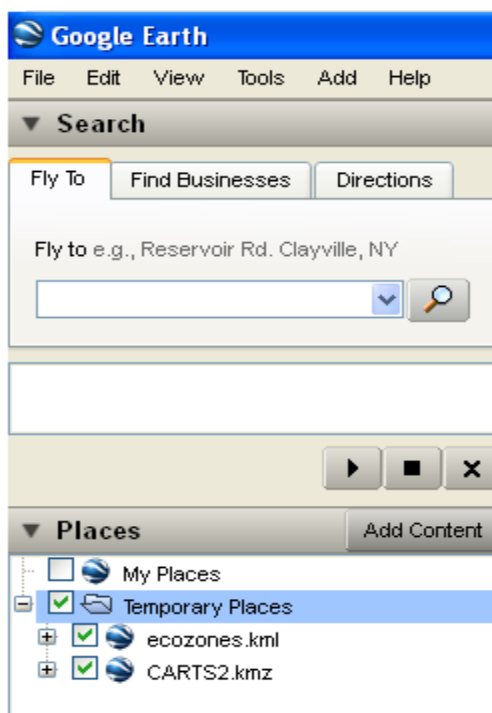 Google Earth
File Edit View Tools Add Help
Search
Fly To Find Businesses Directions
Fly to e.g., Reservoir Rd. Clayville, NY
Places Add Content
My Places
Temporary Places
ecozones.kml
CARTS2.kmz